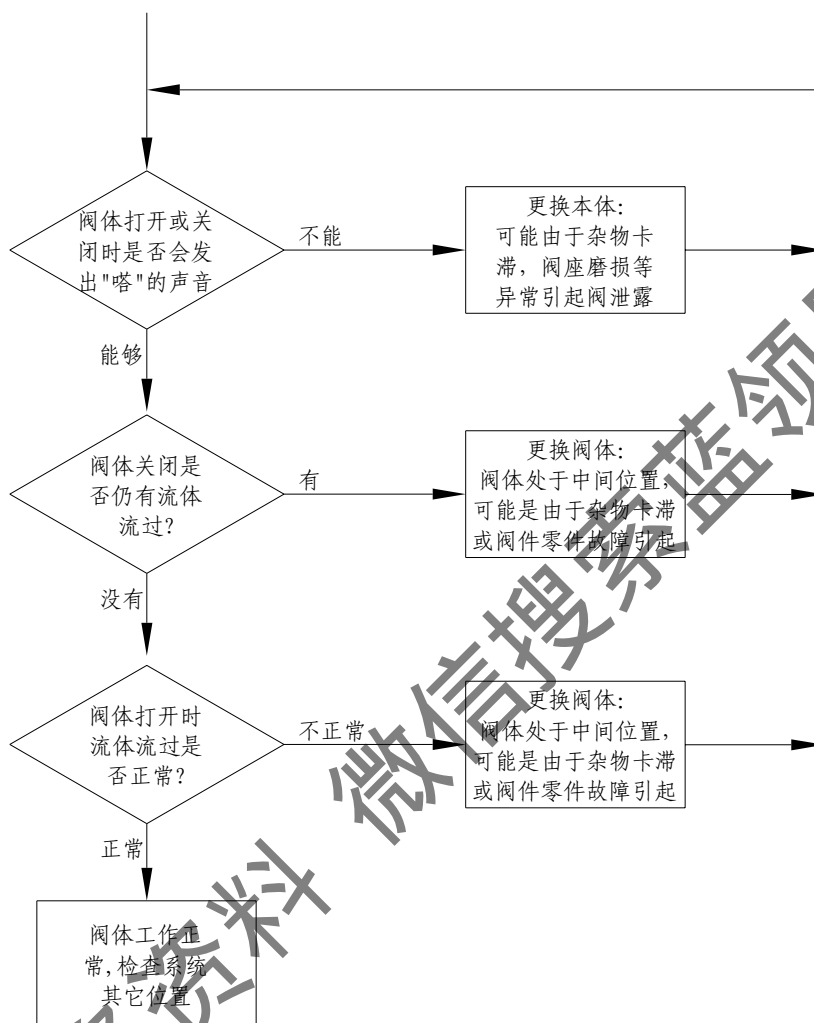 阀体打开或关
闭时是否会发
出"嗒"的声音
不能
更换本体:
可能由于杂物卡
滞，阀座磨损等
异常引起阀泄露
能够
阀体关闭是
否仍有流体
流过?
有
更换阀体:
阀体处于中间位置,
可能是由于杂物卡滞
或阀件零件故障引起
没有
阀体打开时
流体流过是
否正常?
不正常
更换阀体:
阀体处于中间位置,
可能是由于杂物卡滞
或阀件零件故障引起
正常
阀体工作正
常,检查系统
其它位置
资料 微信搜索蓝领